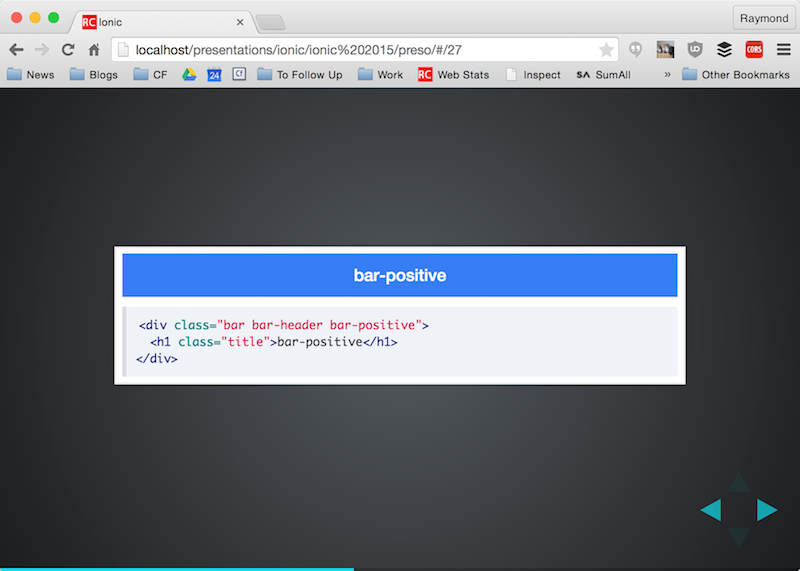 RC Ionic
Raymond
localhost/presentations/ionic/ionic%202015/preso/#/27
UD
CORS
News
Blogs
CF
24
Cf
To Follow Up
Work
RC Web Stats
Inspect
SA SumAll
»
Other Bookmarks
bar-positive
<div class="bar bar-header bar-positive">
<h1 class="title">bar-positive</h1>
</div>